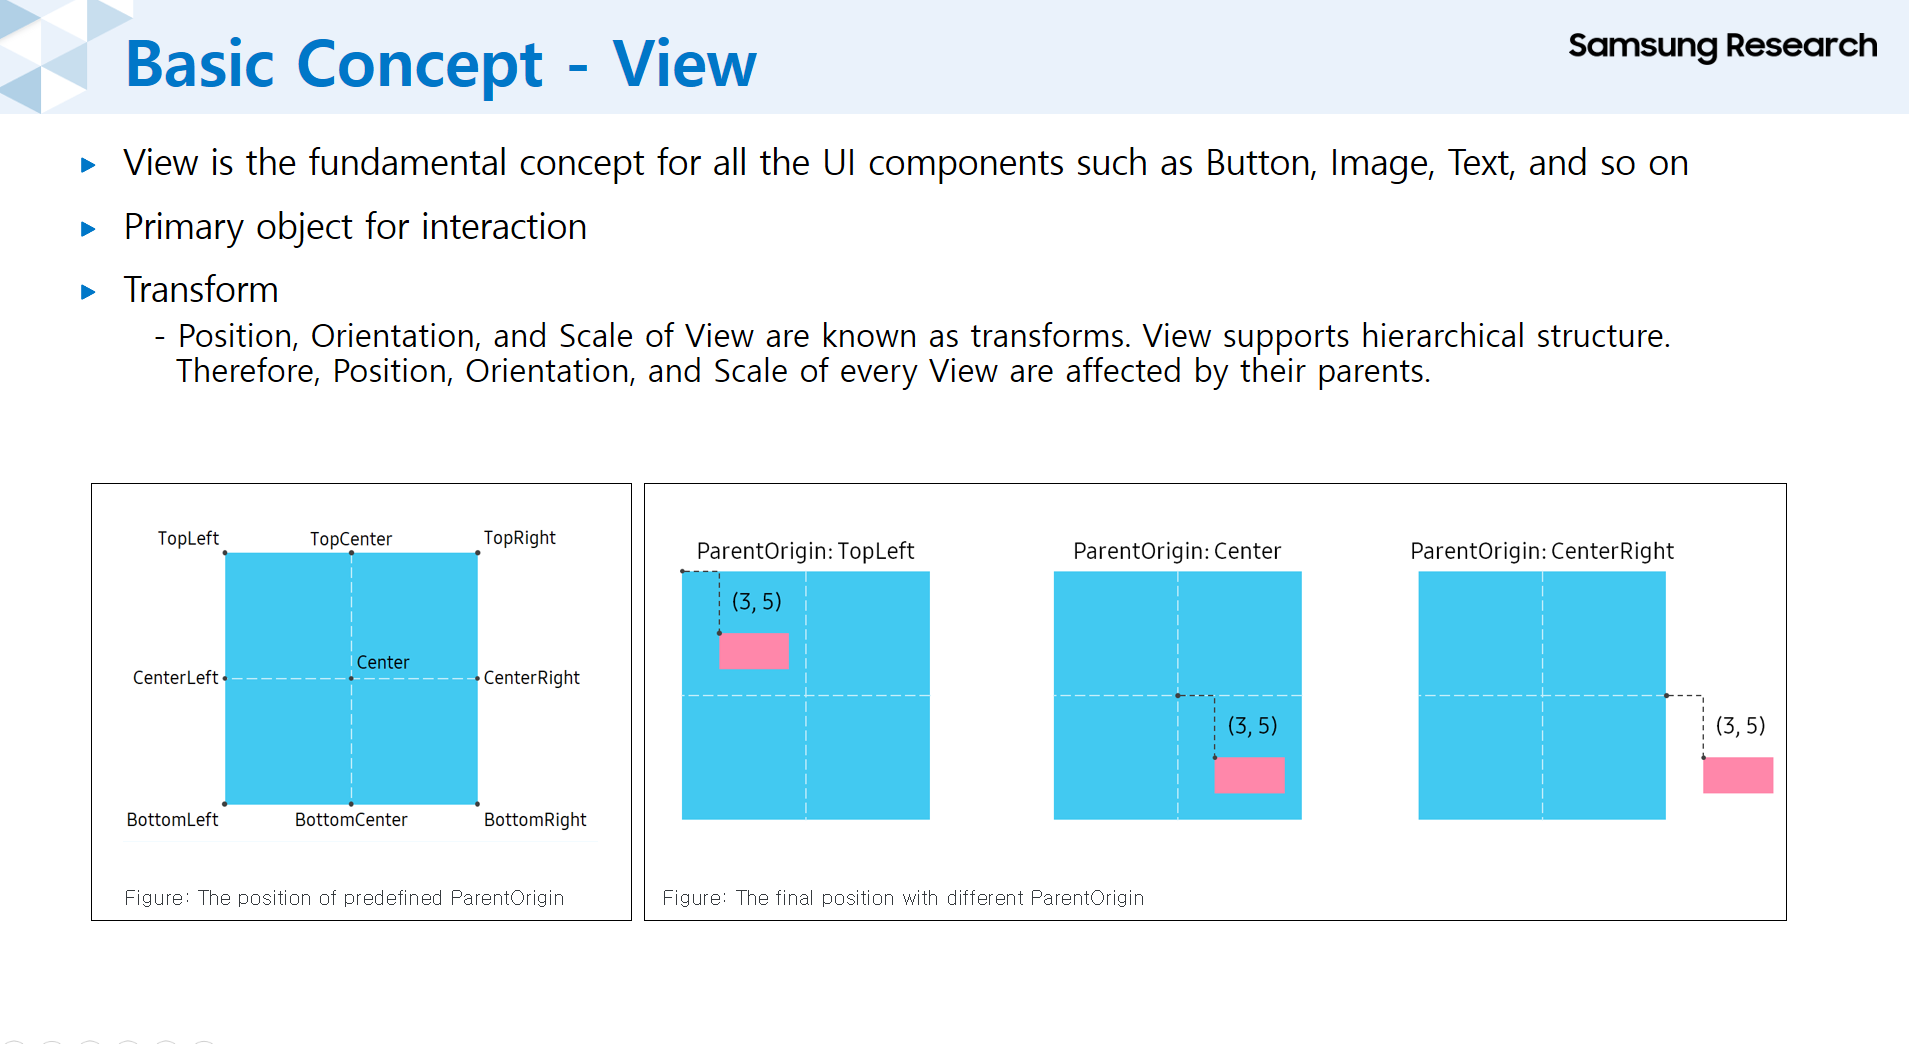 Basic Concept - View
Samsung Research
View is the fundamental concept for all the UI components such as Button, Image, Text, and so on
Primary object for interaction
Transform
- Position, Orientation, and Scale of View are known as transforms. View supports hierarchical structure.
Therefore, Position, Orientation, and Scale of every View are affected by their parents.
TopLeft
TopCenter
TopRight
CenterLeft
Center
CenterRight
BottomLeft
BottomCenter
BottomRight
Figure: The position of predefined ParentOrigin
ParentOrigin: TopLeft
(3, 5)
ParentOrigin: Center
(3, 5)
ParentOrigin: CenterRight
(3, 5)
Figure: The final position with different ParentOrigin